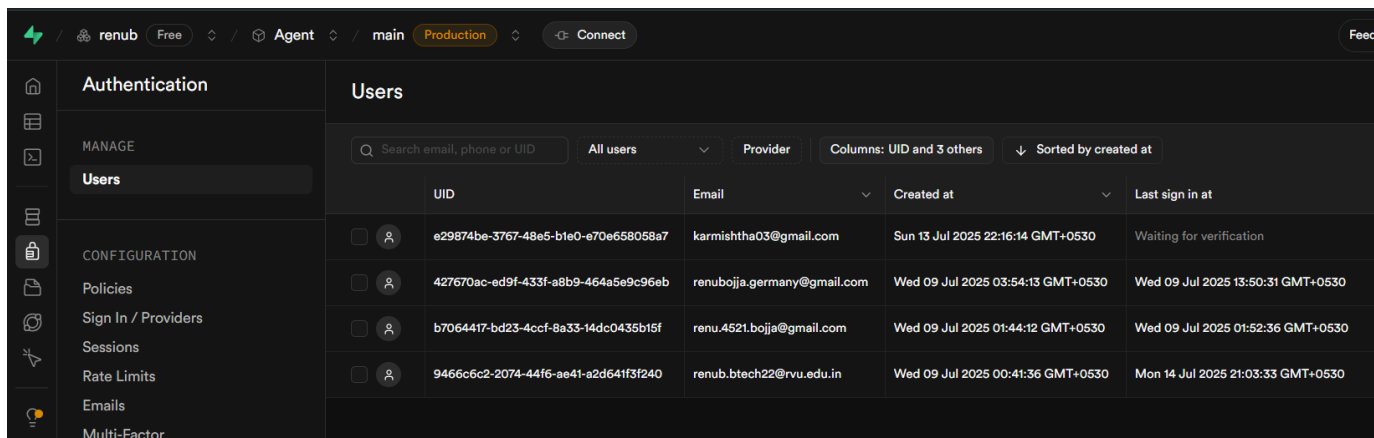 renub Free / Agent / main Production Connect Feed
Authentication
MANAGE
Users
CONFIGURATION
Policies
Sign In / Providers
Sessions
Rate Limits
Emails
Multi-Factor
Users
Search email, phone or UID All users Provider Columns: UID and 3 others Sorted by created at
UID Email Created at Last sign in at
e29874be-3767-48e5-b1e0-e70e658058a7 karmishtha03@gmail.com Sun 13 Jul 2025 22:16:14 GMT+0530 Waiting for verification
427670ac-ed9f-433f-a8b9-464a5e9c96eb renubojja.germany@gmail.com Wed 09 Jul 2025 03:54:13 GMT+0530 Wed 09 Jul 2025 13:50:31 GMT+0530
b7064417-bd23-4ccf-8a33-14dc0435b15f renu.4521.bojja@gmail.com Wed 09 Jul 2025 01:44:12 GMT+0530 Wed 09 Jul 2025 01:52:36 GMT+0530
9466c6c2-2074-44f6-ae41-a2d641f3f240 renub.btech22@rvu.edu.in Wed 09 Jul 2025 00:41:36 GMT+0530 Mon 14 Jul 2025 21:03:33 GMT+0530